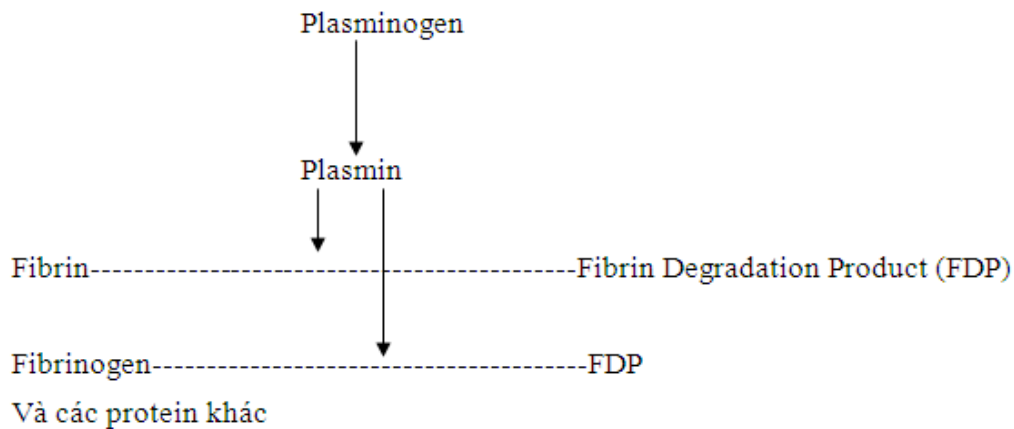 Plasminogen
Plasmin
Fibrin---------------------------------------------Fibrin Degradation Product (FDP)
Fibrinogen----------------------------------------FDP
Và các protein khác